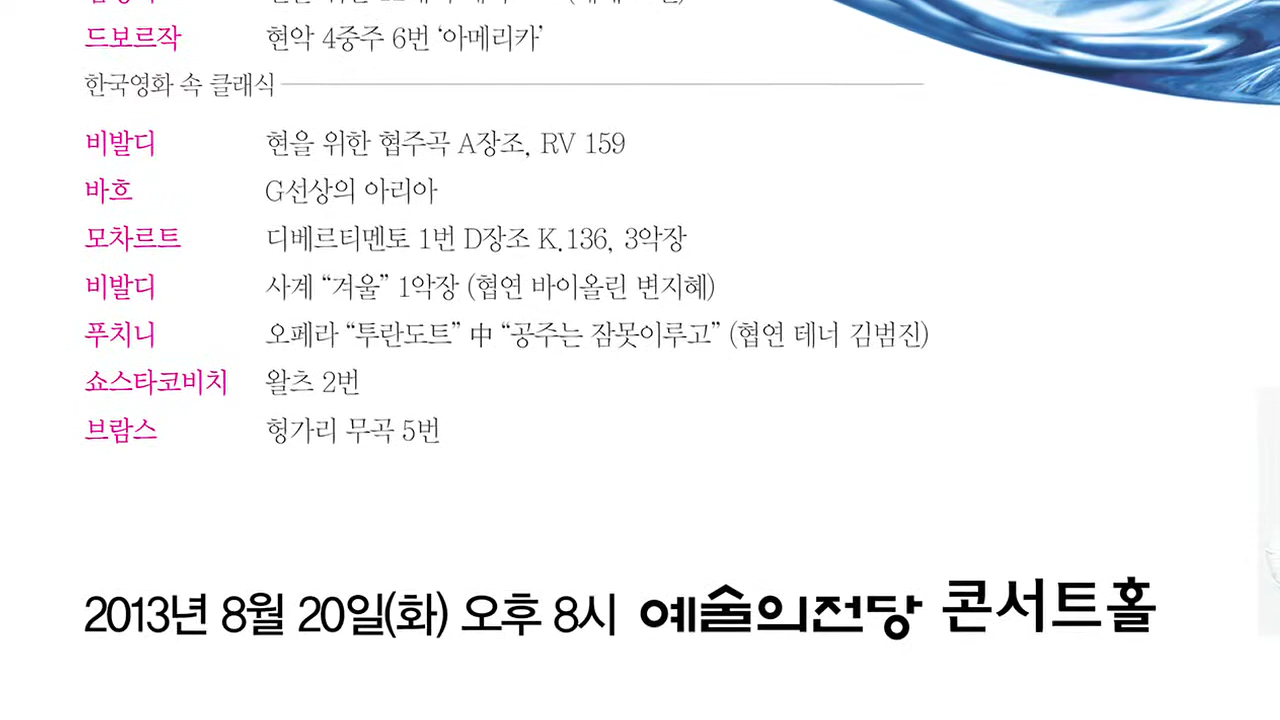 드보르작 현악 4중주 6번 ‘아메리카’
한국영화 속 클래식
비발디 현을 위한 협주곡 A장조, RV 159
바흐 G선상의 아리아
모차르트 디베르티멘토 1번 D장조 K.136, 3악장
비발디 사계 “겨울” 1악장 (협연 바이올린 변지혜)
푸치니 오페라 “투란도트” 中 “공주는 잠못이루고” (협연 테너 김범진)
쇼스타코비치 왈츠 2번
브람스 헝가리 무곡 5번
2013년 8월 20일(화) 오후 8시 예술의전당 콘서트홀